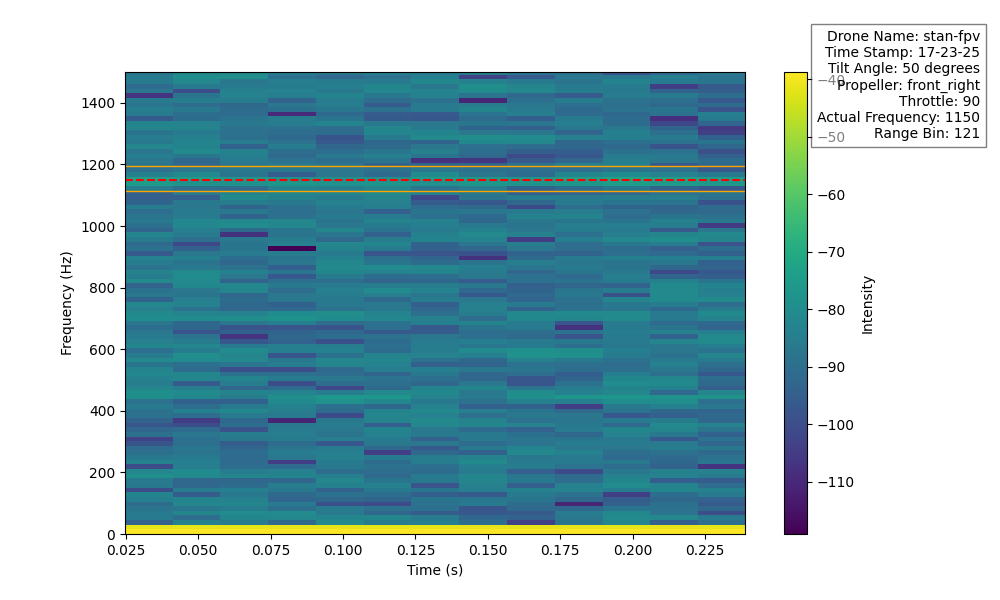 Drone Name: stan-fpv
Time Stamp: 17-23-25
Tilt Angle: 50 degrees
Propeller: front_right
Throttle: 90
Actual Frequency: 1150
Range Bin: 121
1400
1200
1000
800
600
400
200
0
Frequency (Hz)
0.025 0.050 0.075 0.100 0.125 0.150 0.175 0.200 0.225
Time (s)
−40
−50
−60
−70
−80
−90
−100
−110
Intensity